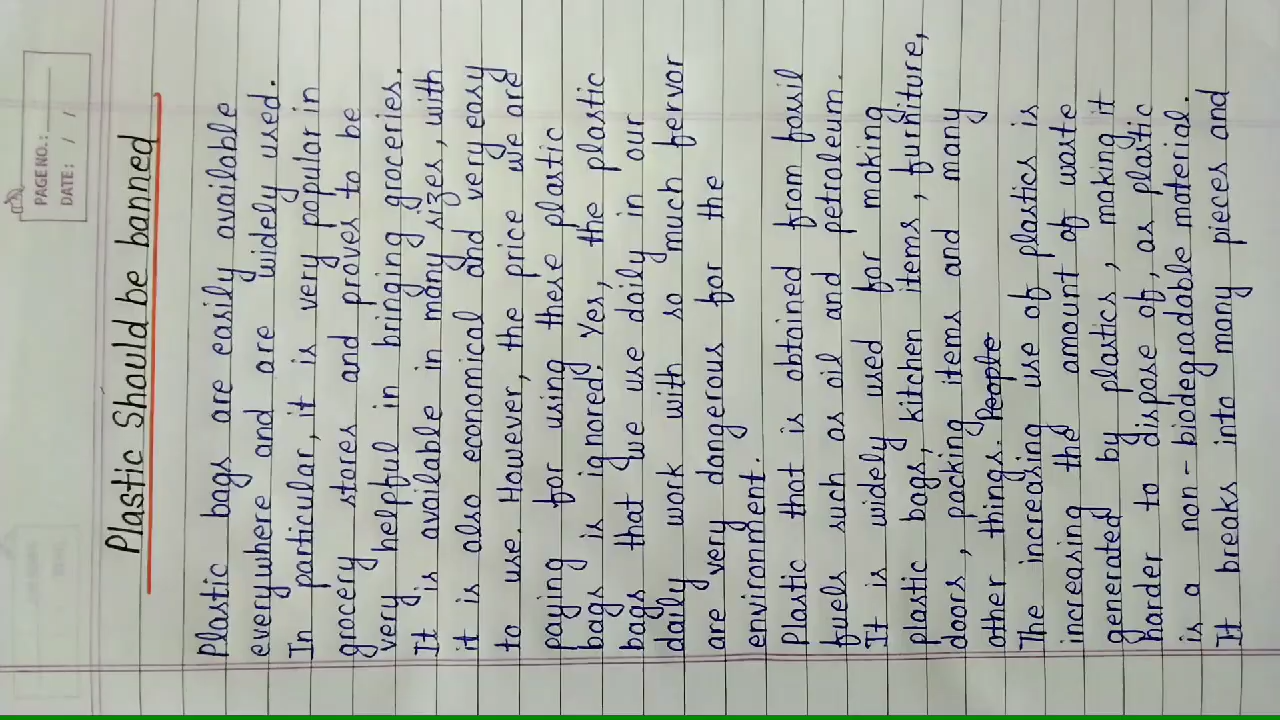 PAGE NO.:
DATE: / /
Plastic Should be banned
Plastic bags are easily available
everywhere and are widely used.
In particular, it is very popular in
grocery stores and proves to be
very helpful in bringing groceries.
It is available in many sizes, with
it is also economical and very easy
to use. However, the price we are
paying for using these plastic
bags is ignored. Yes, the plastic
bags that we use daily in our
daly work with so much fervor
are very dangerous for the
environment.
Plastic that is obtained from fossil
fuels such as oil and petroleum.
It is widely used for making
plastic bags, kitchen items, furniture,
doors, packing items and many
other things. People
The increasing use of plastics is
increasing the amount of waste
generated by plastics, making it
harder to dispose of, as plastic
is a non-biodegradable material.
It breaks into many pieces and